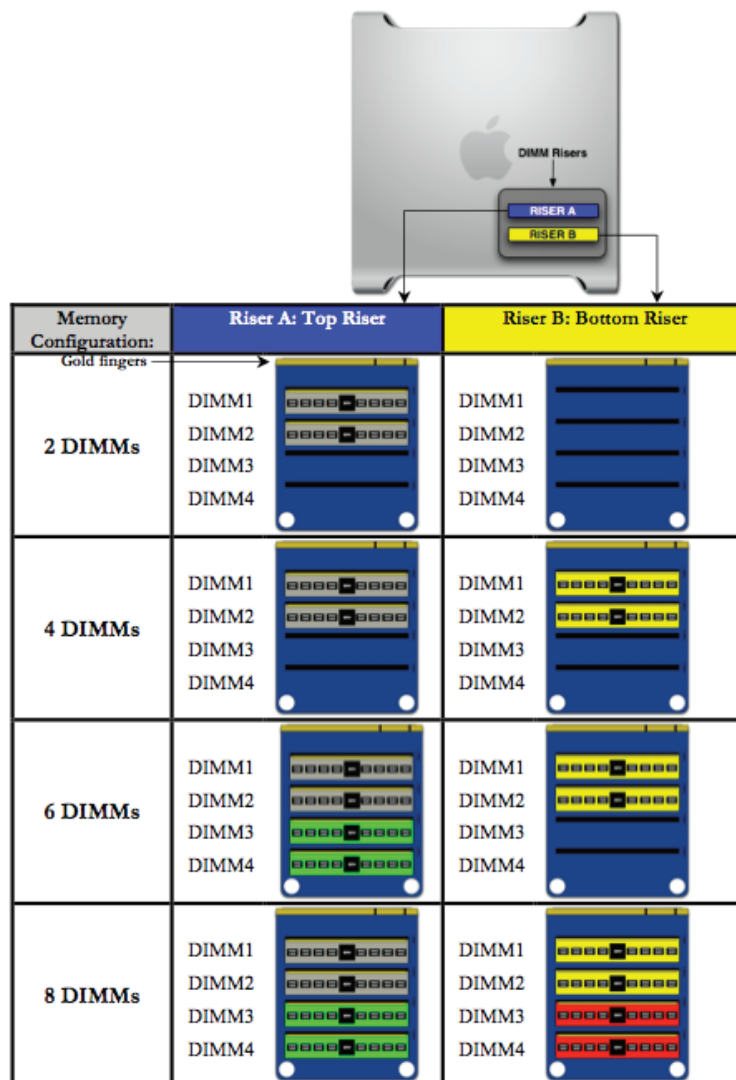 DIMM Risers
RISER A
RISER B
Memory Configuration:
Riser A: Top Riser
Riser B: Bottom Riser
Gold fingers
2 DIMMs
DIMM1
DIMM2
DIMM3
DIMM4
DIMM1
DIMM2
DIMM3
DIMM4
4 DIMMs
DIMM1
DIMM2
DIMM3
DIMM4
DIMM1
DIMM2
DIMM3
DIMM4
6 DIMMs
DIMM1
DIMM2
DIMM3
DIMM4
DIMM1
DIMM2
DIMM3
DIMM4
8 DIMMs
DIMM1
DIMM2
DIMM3
DIMM4
DIMM1
DIMM2
DIMM3
DIMM4